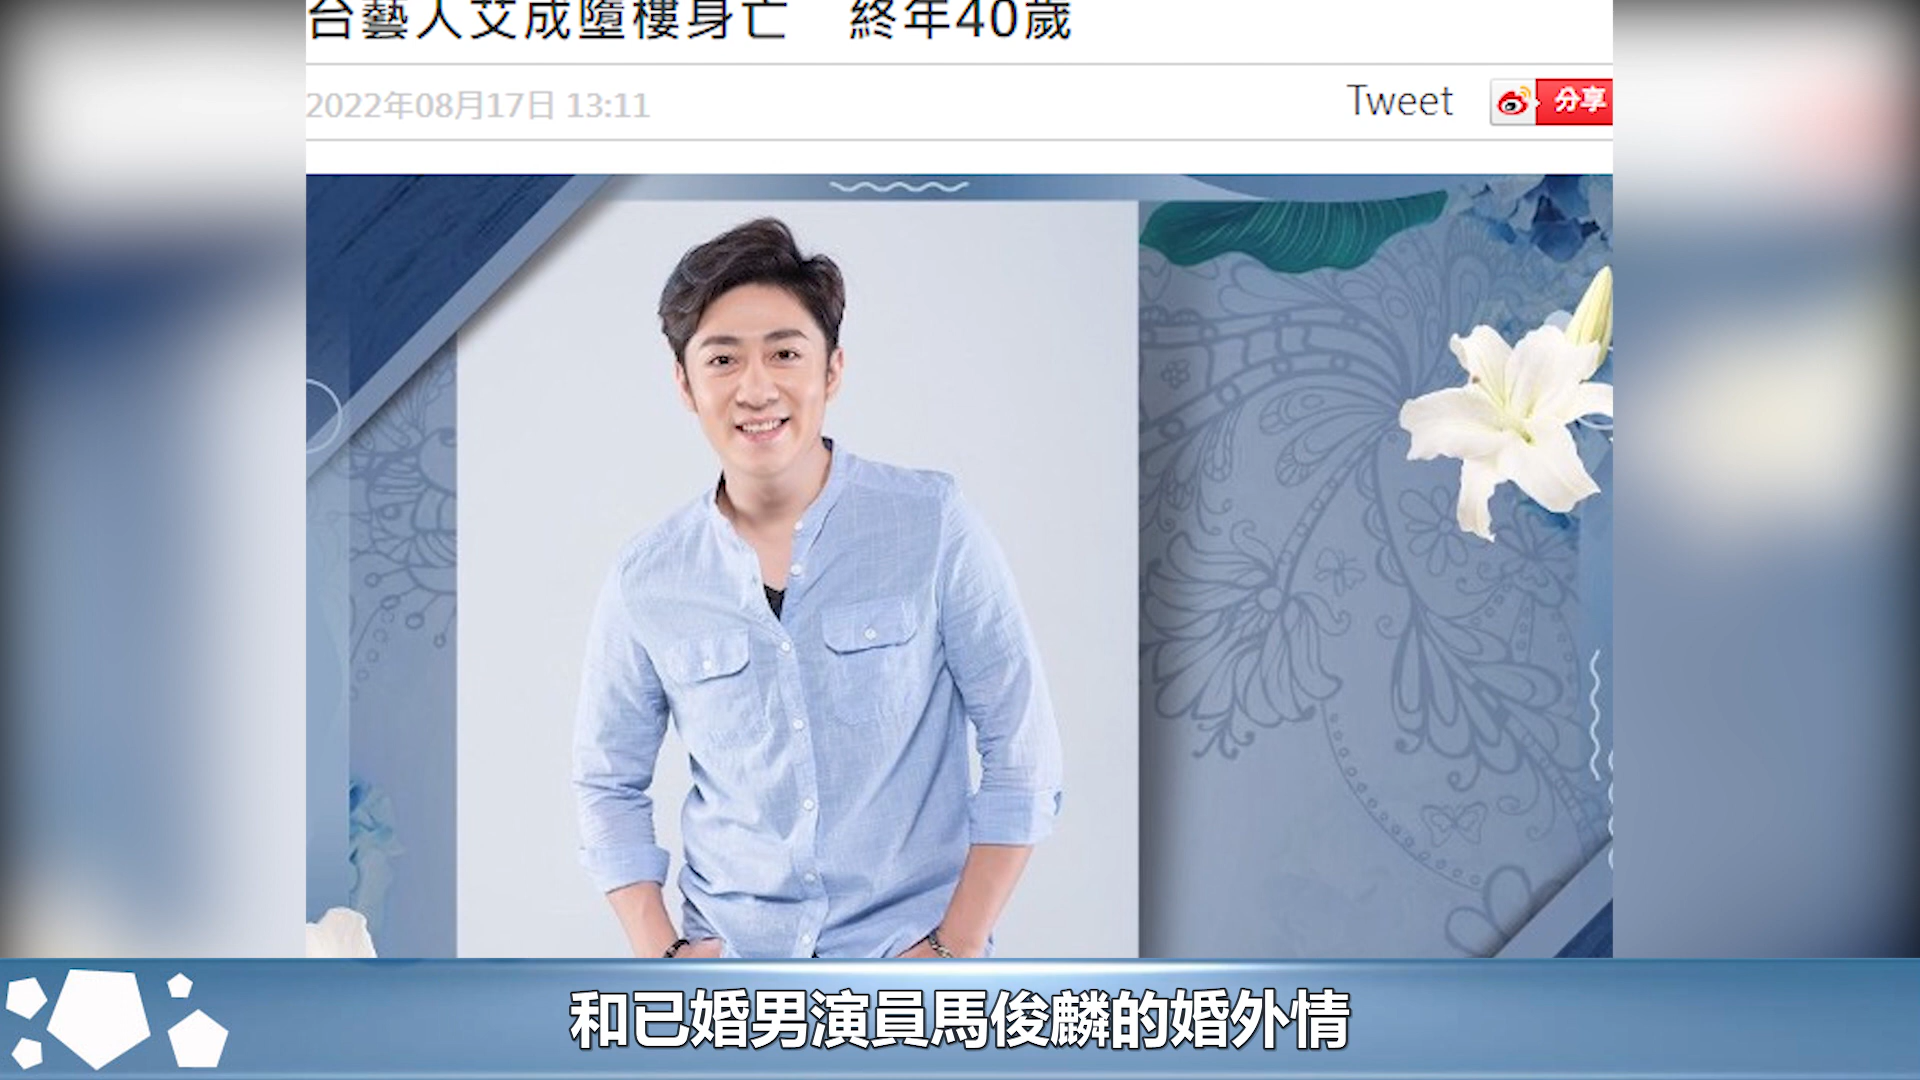 台藝人艾成墮樓身亡　終年40歲
2022年08月17日 13:11
Tweet
分享
和已婚男演員馬俊麟的婚外情